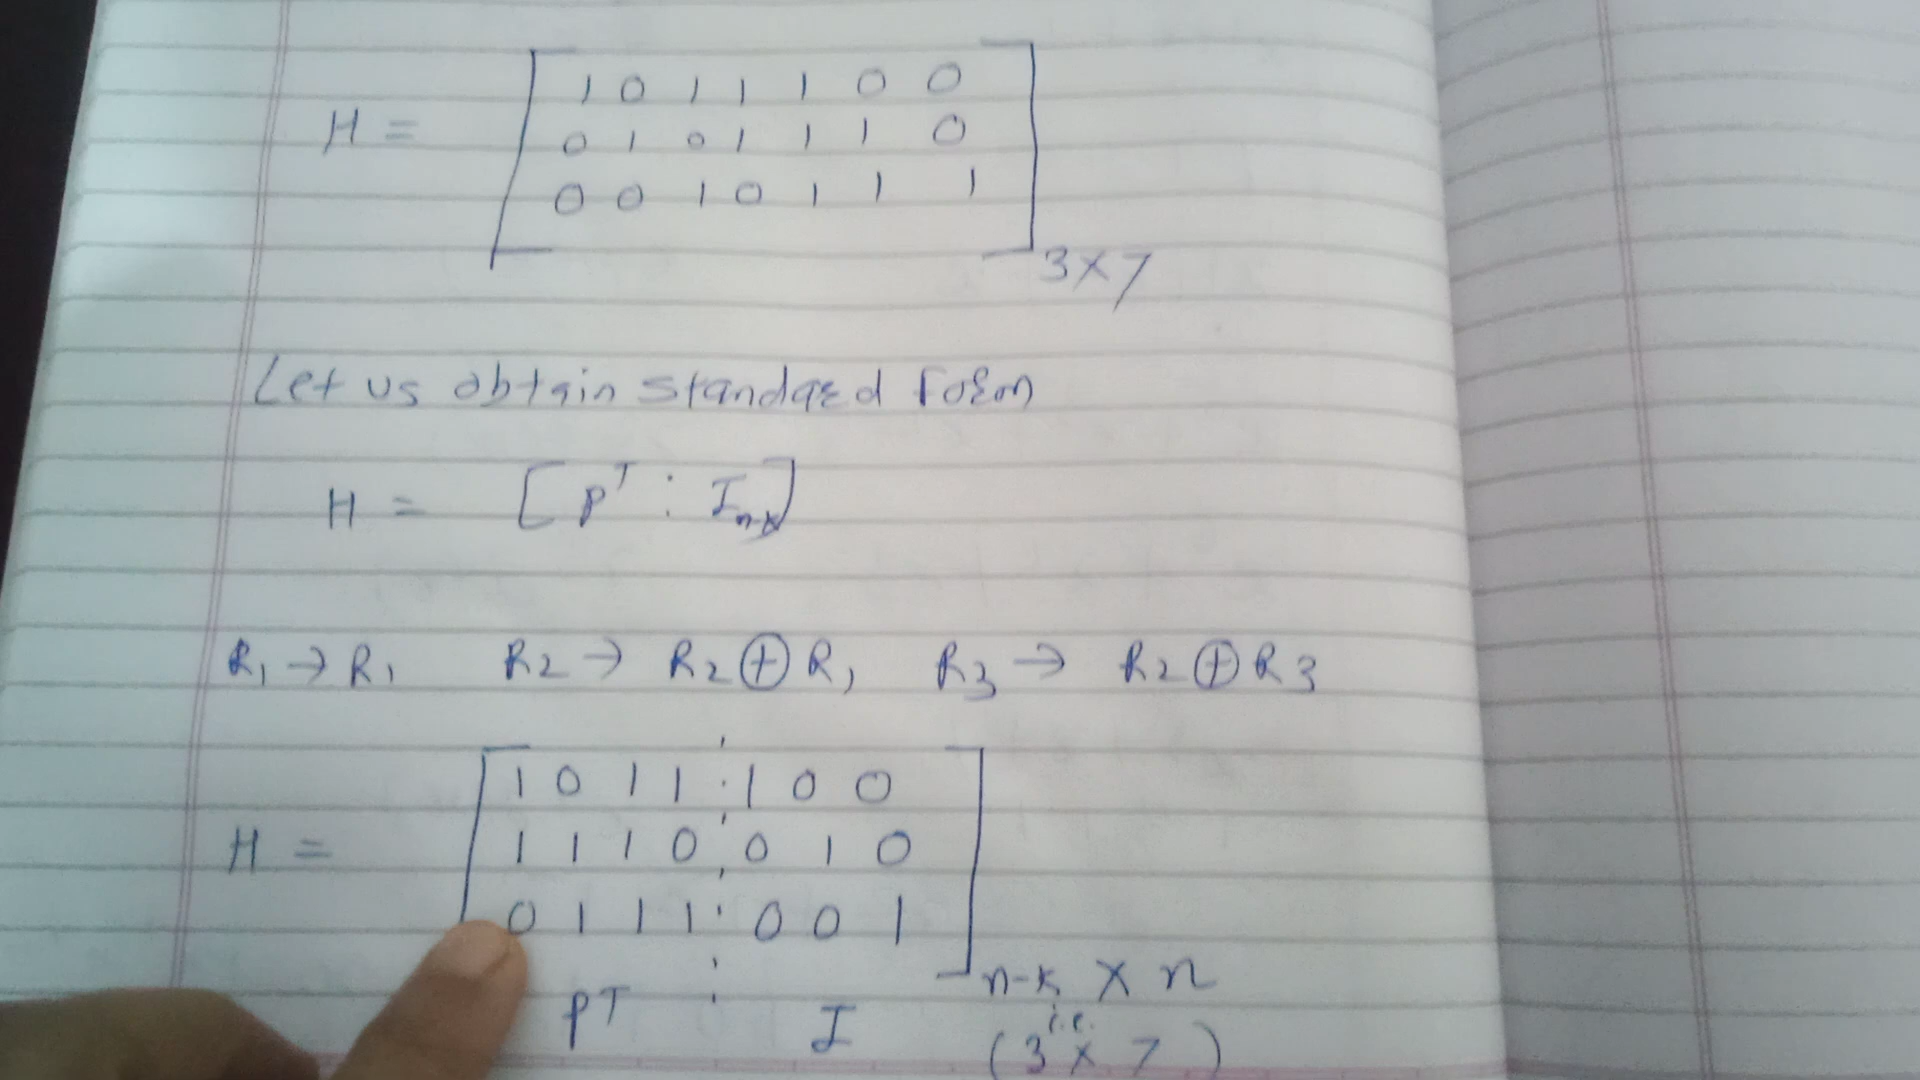 1 0 1 1 1 0 0
H = 0 1 0 1 1 1 0
0 0 1 0 1 1 1
3×7
Let us obtain standard form
H = [ P^T : I_{n-k} ]
R₁ → R₁ R₂ → R₂ ⊕ R₁ R₃ → R₂ ⊕ R₃
1 0 1 1 : 1 0 0
H = 1 1 1 0 : 0 1 0
0 1 1 1 : 0 0 1
n-k × n
P^T : I
i.e.
(3 × 7)